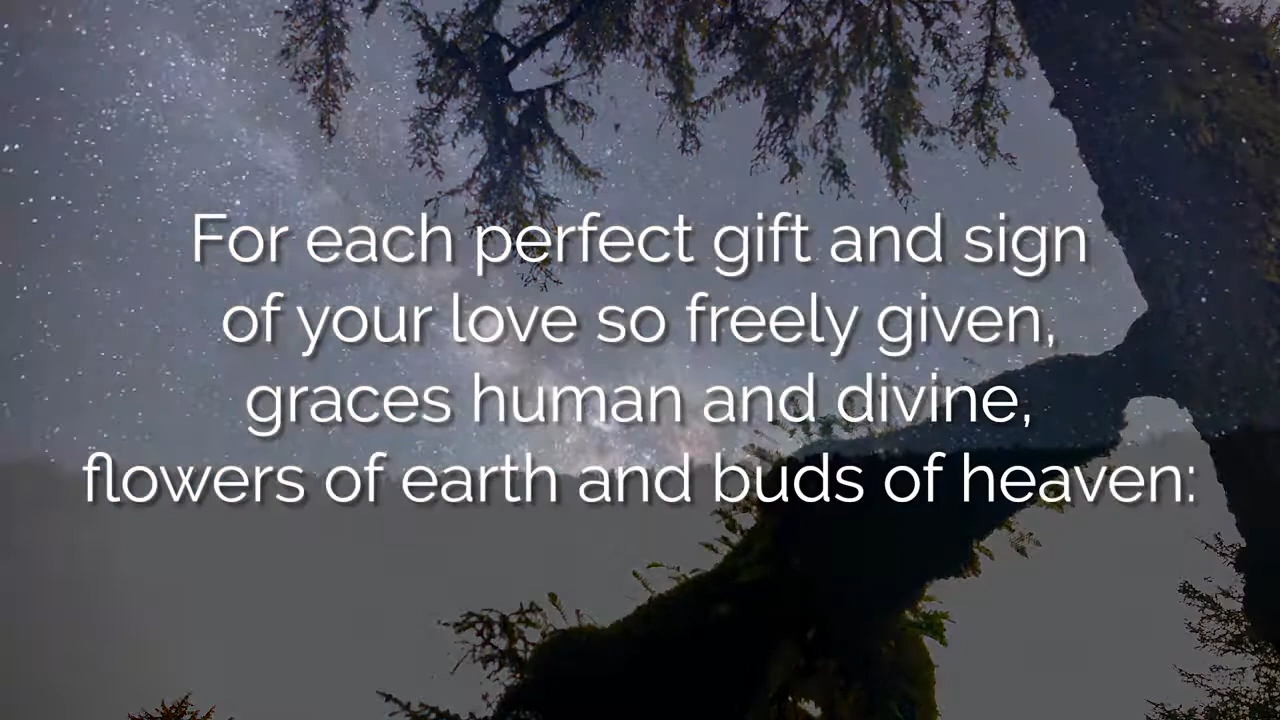 For each perfect gift and sign
of your love so freely given,
graces human and divine,
flowers of earth and buds of heaven: